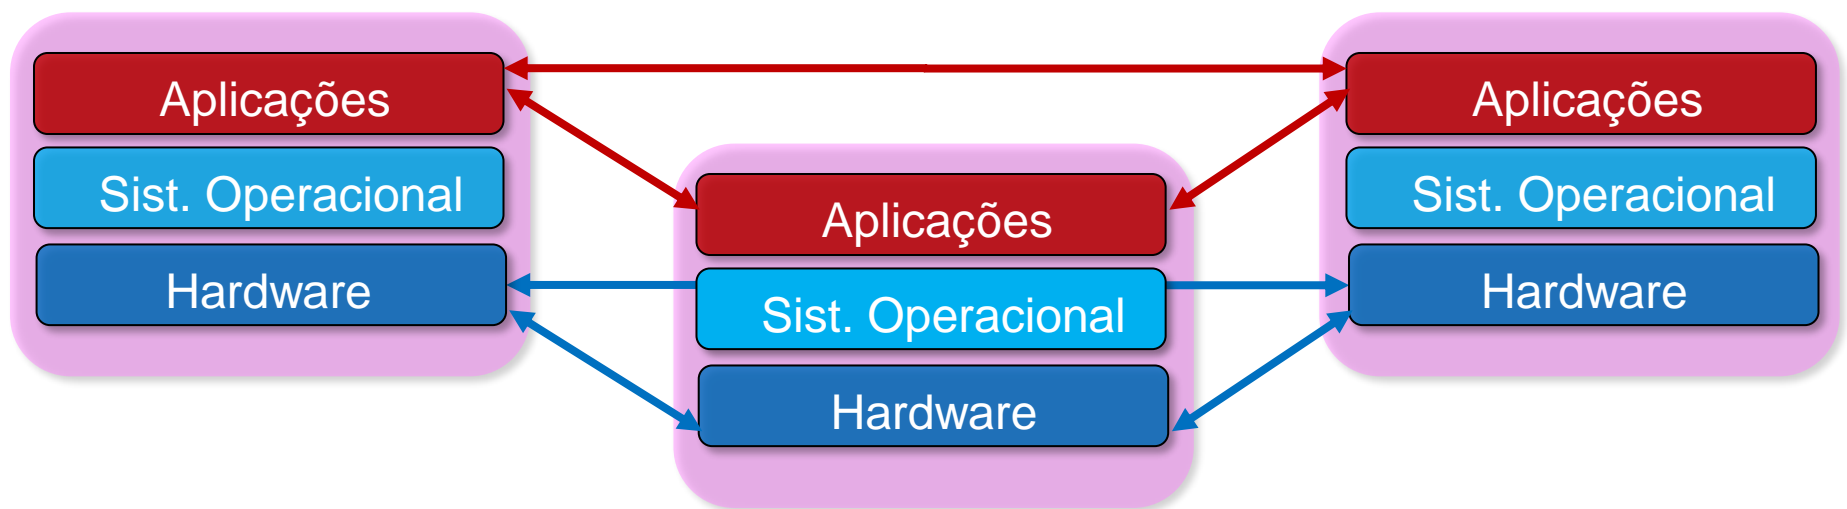 Aplicações
Sist. Operacional
Hardware
Aplicações
Sist. Operacional
Hardware
Aplicações
Sist. Operacional
Hardware